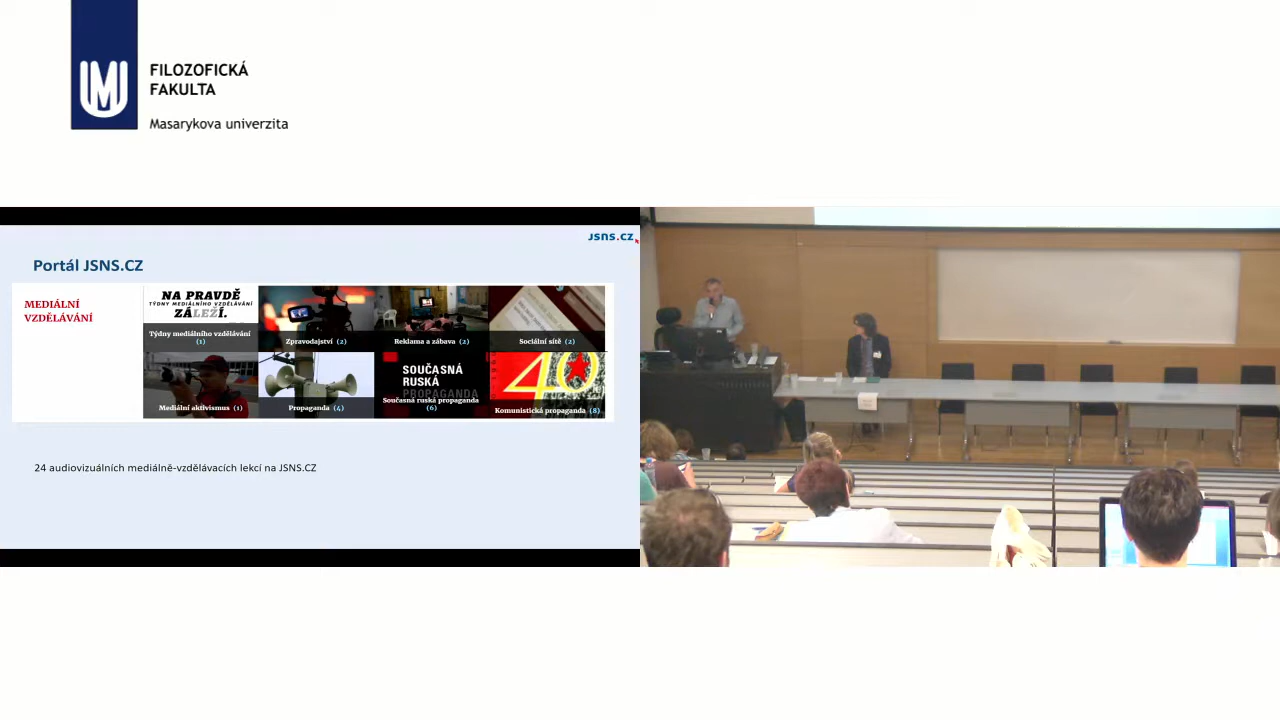 FILOZOFICKÁ
FAKULTA
Masarykova univerzita
JSNS.CZ
Portál JSNS.CZ
MEDIÁLNÍ
VZDĚLÁVÁNÍ
NA PRAVDĚ
TÝDNY MEDIÁLNÍHO VZDĚLÁVÁNÍ
ZÁLEŽÍ.
Týdny mediálního vzdělávání
(1)
Zpravodajství (2)
Reklama a zábava (2)
Sociální sítě (2)
Mediální aktivismus (1)
Propaganda (4)
SOUČASNÁ
RUSKÁ
PROPAGANDA
Současná ruská propaganda
(6)
40
Komunistická propaganda (8)
24 audiovizuálních mediálně-vzdělávacích lekcí na JSNS.CZ